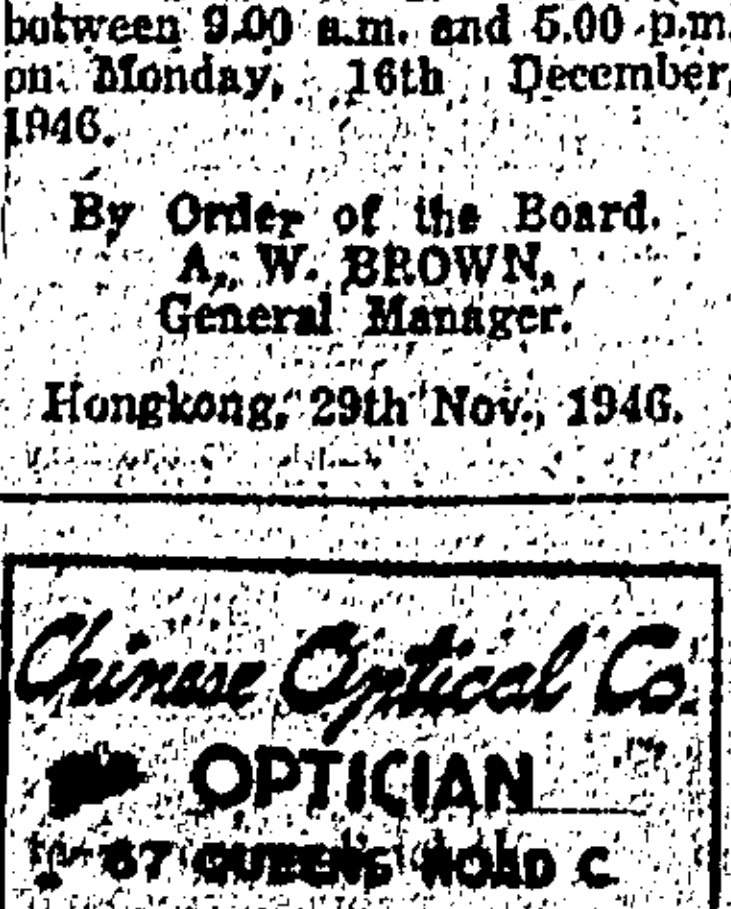 between 9.00 a.m. and 5.00 p.m.
on Monday, 16th December,
1946.
By Order of the Board.
A. W. BROWN,
General Manager.
Hongkong, 29th Nov., 1946.
Chinese Optical Co.
OPTICIAN
67 QUEENS ROAD C.